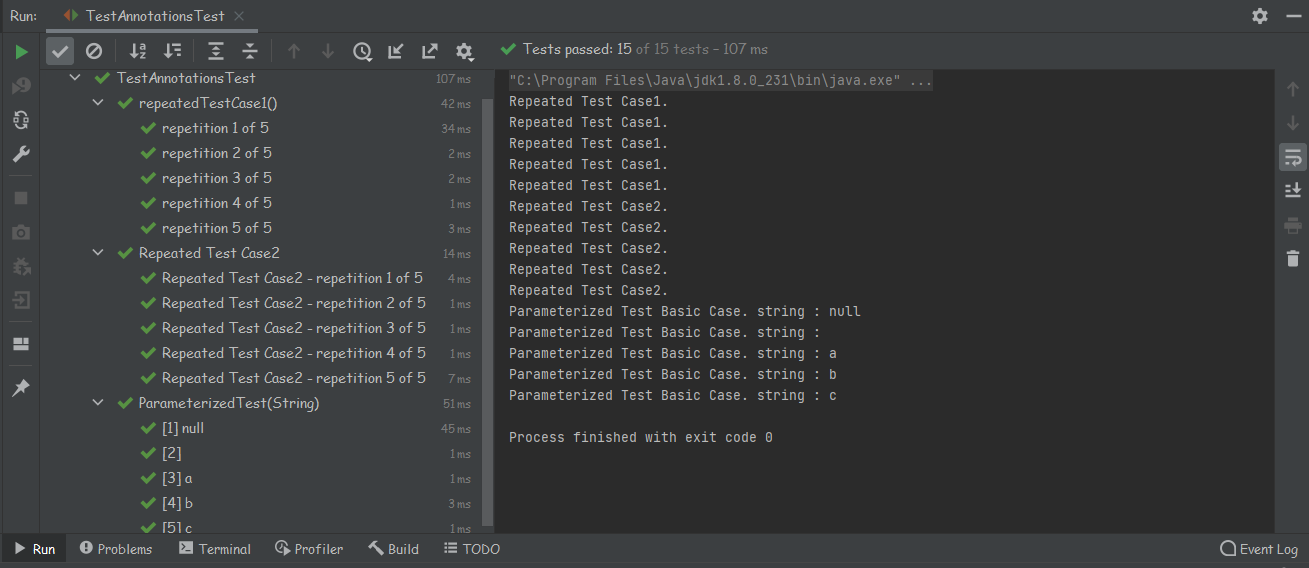 Run: TestAnnotationsTest
Tests passed: 15 of 15 tests – 107 ms
TestAnnotationsTest 107 ms
repeatedTestCase1() 42 ms
repetition 1 of 5 34 ms
repetition 2 of 5 2 ms
repetition 3 of 5 2 ms
repetition 4 of 5 1 ms
repetition 5 of 5 3 ms
Repeated Test Case2 14 ms
Repeated Test Case2 - repetition 1 of 5 4 ms
Repeated Test Case2 - repetition 2 of 5 1 ms
Repeated Test Case2 - repetition 3 of 5 1 ms
Repeated Test Case2 - repetition 4 of 5 1 ms
Repeated Test Case2 - repetition 5 of 5 7 ms
ParameterizedTest(String) 51 ms
[1] null 45 ms
[2] 1 ms
[3] a 1 ms
[4] b 3 ms
[5] c 1 ms
"C:\Program Files\Java\jdk1.8.0_231\bin\java.exe" ...
Repeated Test Case1.
Repeated Test Case1.
Repeated Test Case1.
Repeated Test Case1.
Repeated Test Case1.
Repeated Test Case2.
Repeated Test Case2.
Repeated Test Case2.
Repeated Test Case2.
Repeated Test Case2.
Parameterized Test Basic Case. string : null
Parameterized Test Basic Case. string :
Parameterized Test Basic Case. string : a
Parameterized Test Basic Case. string : b
Parameterized Test Basic Case. string : c
Process finished with exit code 0
Run Problems Terminal Profiler Build TODO Event Log